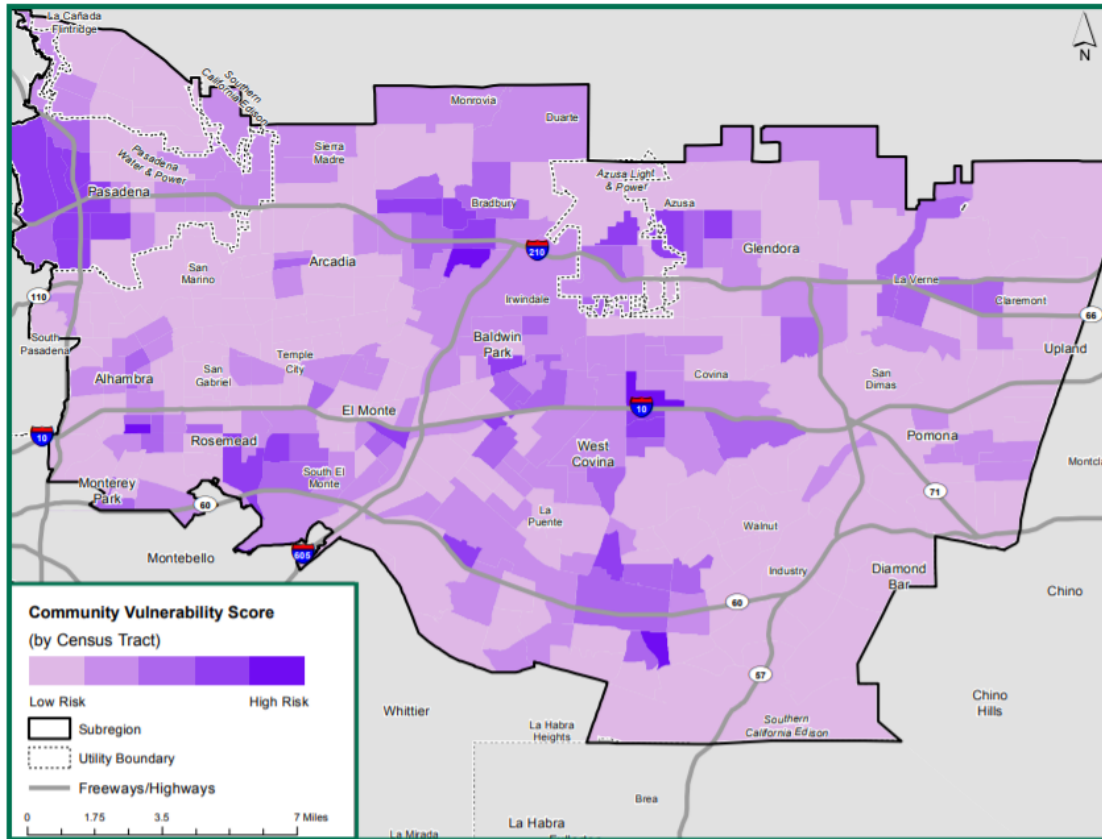 La Cañada
Flintridge
N
Southern
California Edison
Monrovia
Duarte
Sierra
Madre
Pasadena
Water & Power
Azusa Light
& Power
Pasadena
Bradbury
Azusa
Glendora
210
Arcadia
San
Marino
La Verne
110
Irwindale
Claremont
66
South
Pasadena
Baldwin
Park
Upland
Temple
City
San
Gabriel
Alhambra
Covina
San
Dimas
El Monte
10
10
Rosemead
West
Covina
Pomona
South El
Monte
Montcl
Monterey
Park
60
71
La
Puente
Walnut
Montebello
605
Industry
Diamond
Bar
Chino
60
57
Community Vulnerability Score
(by Census Tract)
Low Risk
High Risk
Subregion
Utility Boundary
Freeways/Highways
0
1.75
3.5
7 Miles
Whittier
Chino
Hills
La Habra
Heights
Southern
California Edison
Brea
La Habra
La Mirada